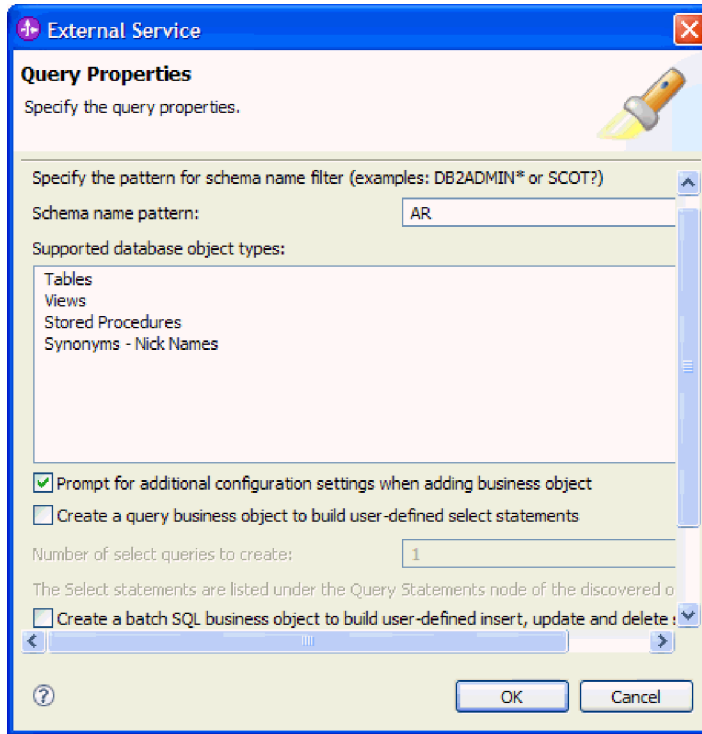 External Service
Query Properties
Specify the query properties.
Specify the pattern for schema name filter (examples: DB2ADMIN* or SCOT?)
Schema name pattern: AR
Supported database object types:
Tables
Views
Stored Procedures
Synonyms - Nick Names
Prompt for additional configuration settings when adding business object
Create a query business object to build user-defined select statements
Number of select queries to create: 1
The Select statements are listed under the Query Statements node of the discovered o
Create a batch SQL business object to build user-defined insert, update and delete
OK Cancel